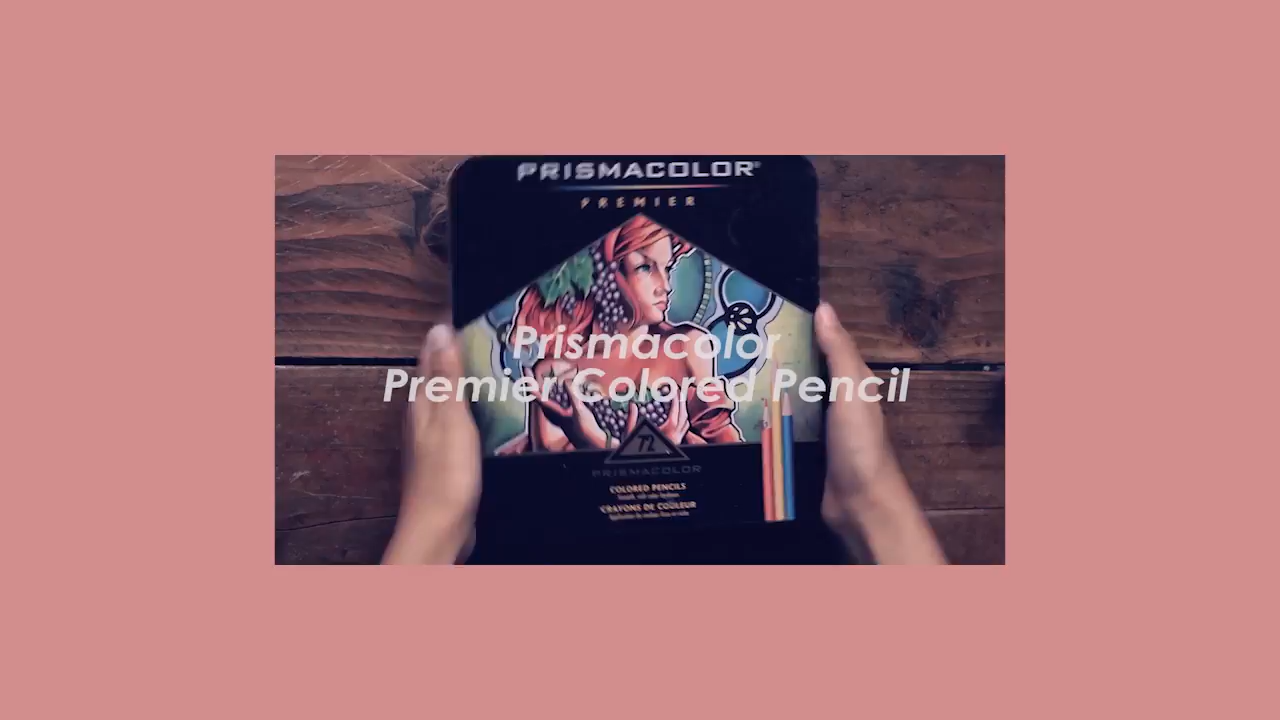 PRISMACOLOR
PREMIER
Prismacolor
Premier Colored Pencil
72
PRISMACOLOR
COLORED PENCILS
CRAYONS DE COULEUR